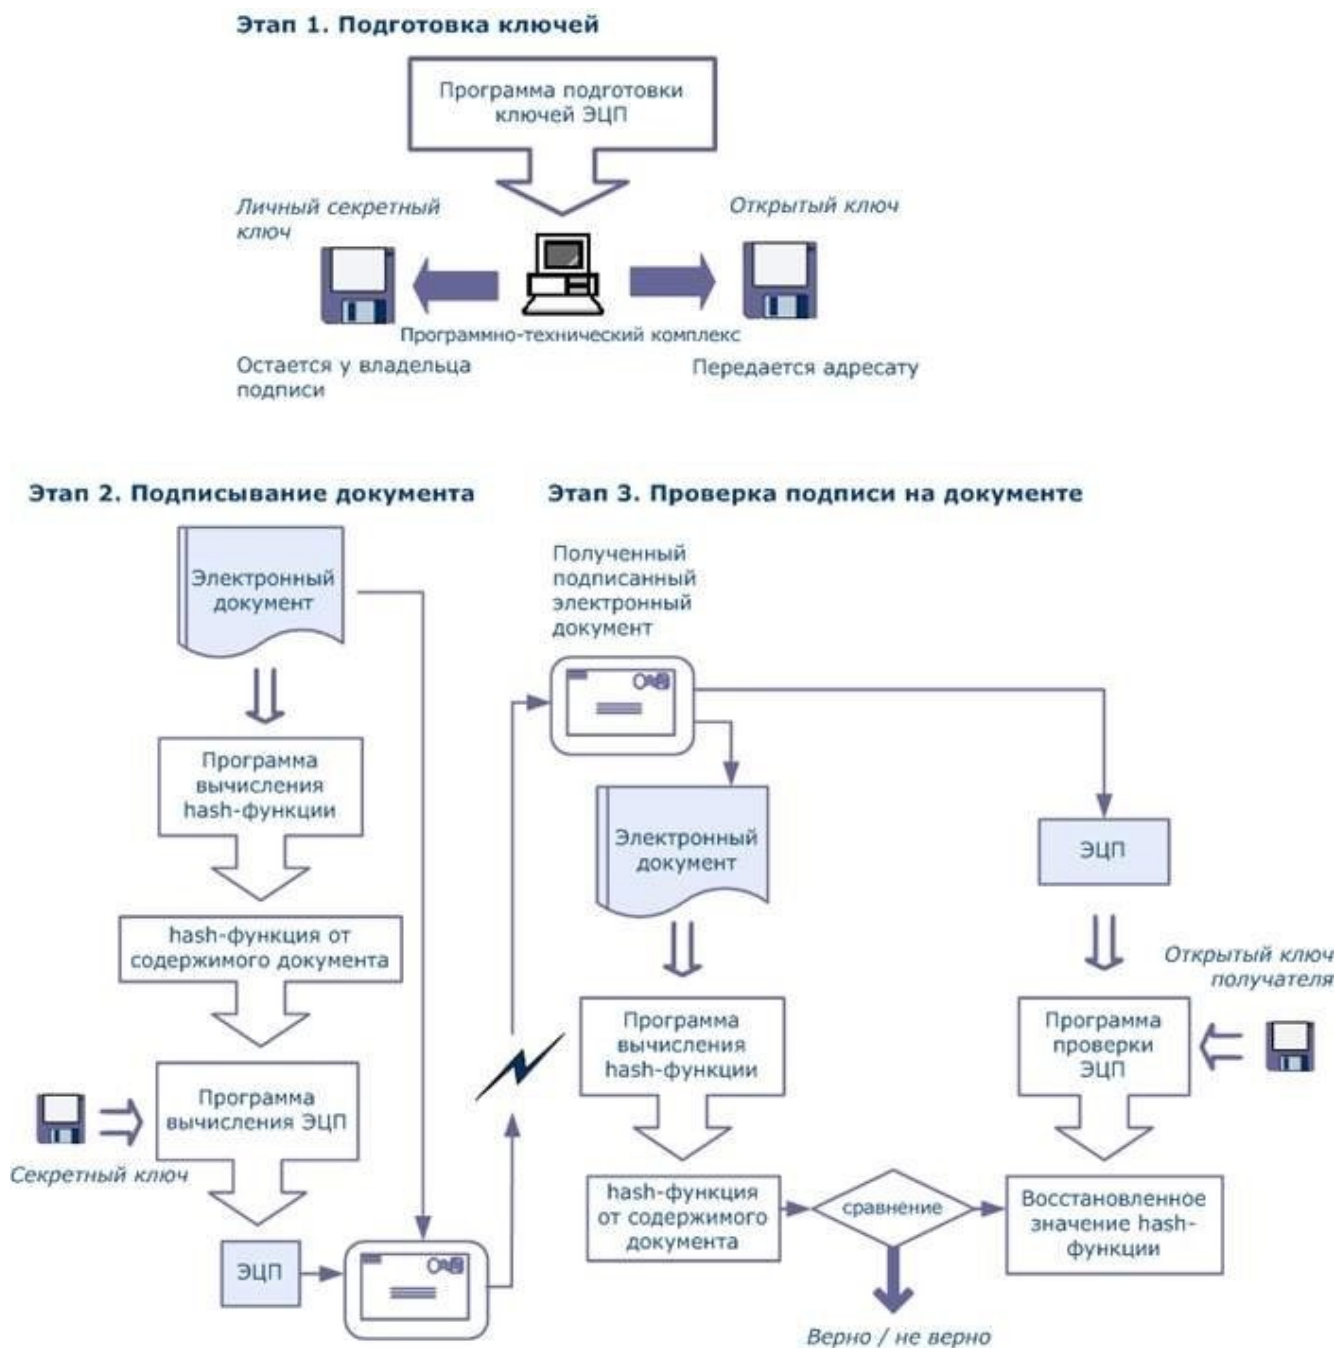 Этап 1. Подготовка ключей
Программа подготовки
ключей ЭЦП
Личный секретный
ключ
Открытый ключ
Программно-технический комплекс
Остается у владельца
подписи
Передается адресату
Этап 2. Подписывание документа
Электронный
документ
Программа
вычисления
hash-функции
hash-функция от
содержимого документа
Программа
вычисления ЭЦП
Секретный ключ
ЭЦП
Этап 3. Проверка подписи на документе
Полученный
подписанный
электронный
документ
Электронный
документ
ЭЦП
Открытый ключ
получателя
Программа
вычисления
hash-функции
Программа
проверки
ЭЦП
hash-функция
от содержимого
документа
сравнение
Восстановленное
значение hash-
функции
Верно / не верно